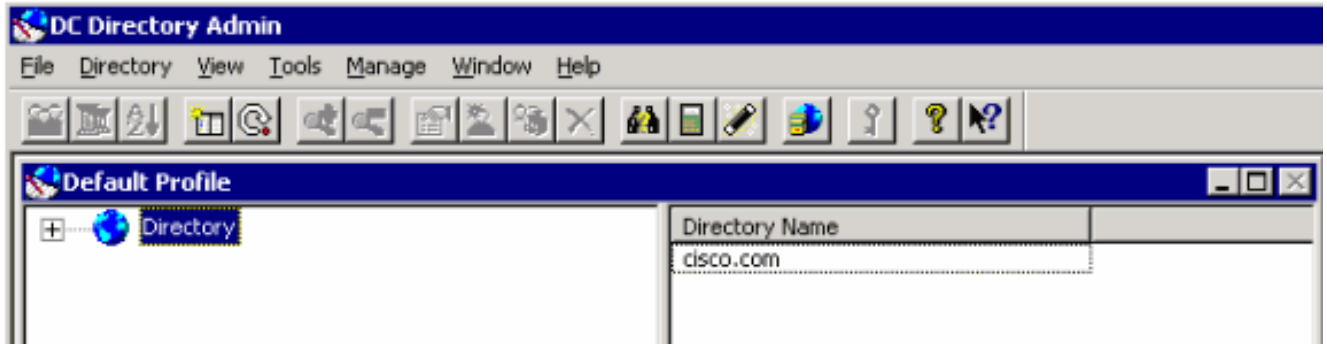 DC Directory Admin
File Directory View Tools Manage Window Help
Default Profile
Directory
Directory Name
cisco.com